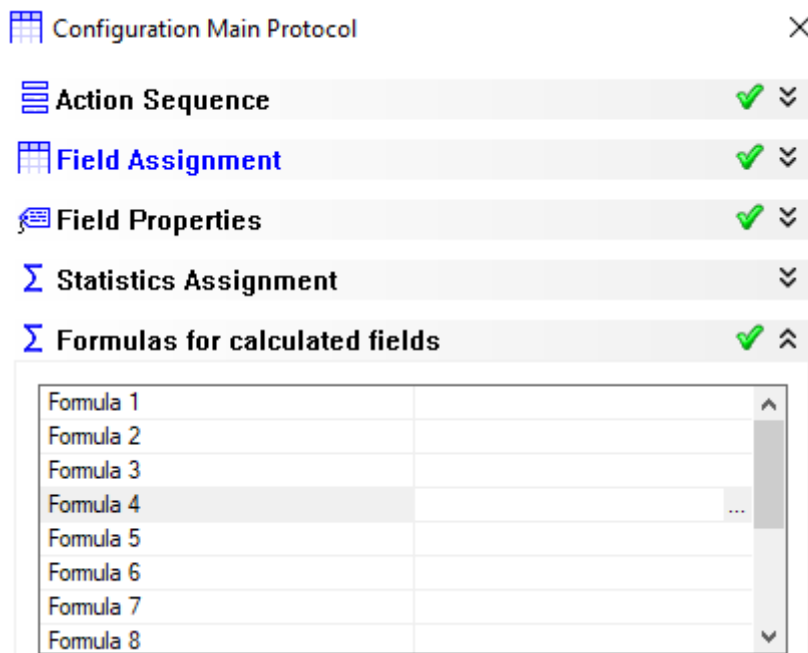 Configuration Main Protocol
Action Sequence
Field Assignment
Field Properties
Σ Statistics Assignment
Σ Formulas for calculated fields
Formula 1
Formula 2
Formula 3
Formula 4 ...
Formula 5
Formula 6
Formula 7
Formula 8